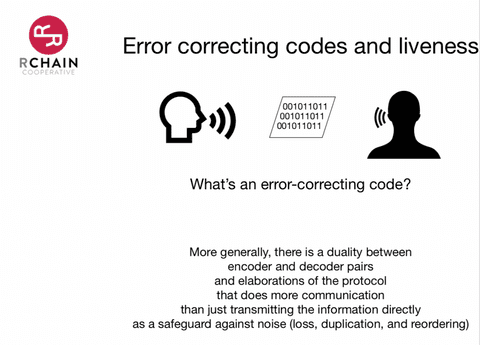 RCHAIN
COOPERATIVE
Error correcting codes and liveness
001011011
001011011
001011011
What's an error-correcting code?
More generally, there is a duality between
encoder and decoder pairs
and elaborations of the protocol
that does more communication
than just transmitting the information directly
as a safeguard against noise (loss, duplication, and reordering)